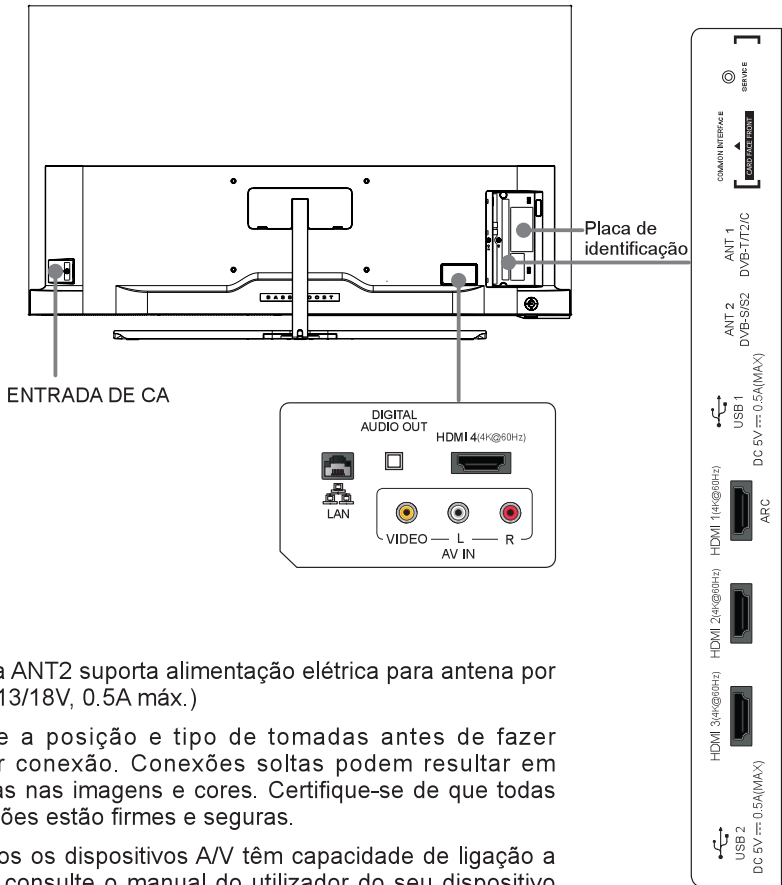 SERVICE
COMMON INTERFACE
CARD FACE FRONT
Placa de
identificação
ANT 1
DVB-T/T2/C
ANT 2
DVB-S/S2
BASS BOOST
ENTRADA DE CA
USB 1
DC 5V ⎓ 0.5A(MAX)
DIGITAL
AUDIO OUT
HDMI 4(4K@60Hz)
LAN
VIDEO L R
AV IN
HDMI 1(4K@60Hz)
ARC
HDMI 2(4K@60Hz)
HDMI 3(4K@60Hz)
USB 2
DC 5V ⎓ 0.5A(MAX)
a ANT2 suporta alimentação elétrica para antena por
13/18V, 0.5A máx.)
e a posição e tipo de tomadas antes de fazer
r conexão. Conexões soltas podem resultar em
as nas imagens e cores. Certifique-se de que todas
ões estão firmes e seguras.
os os dispositivos A/V têm capacidade de ligação a
consulte o manual do utilizador do seu dispositivo